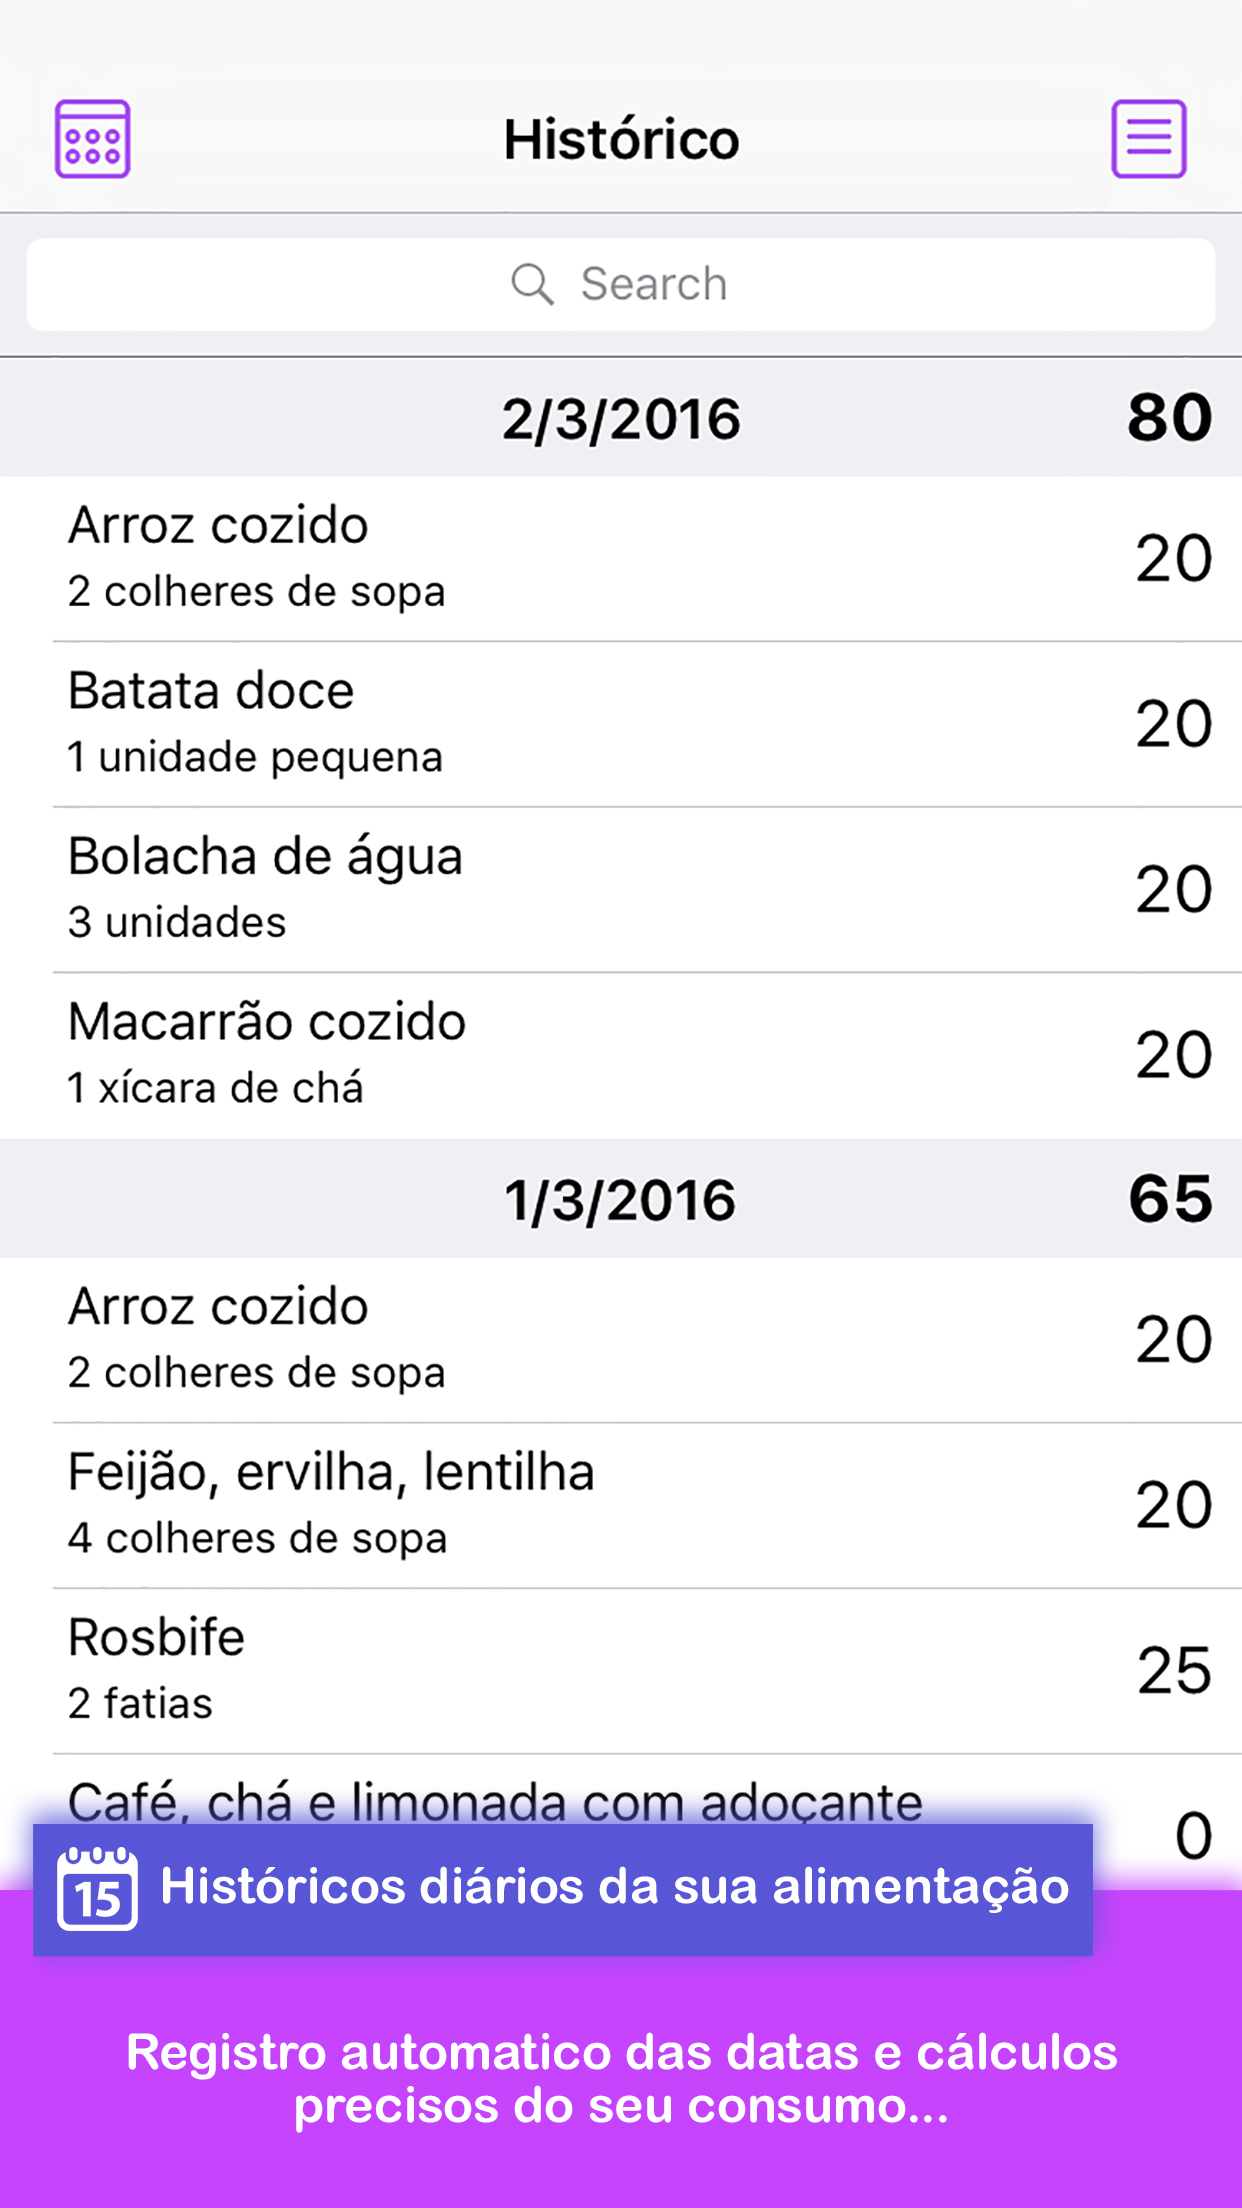 Histórico
Search
2/3/2016 80
Arroz cozido
2 colheres de sopa
20
Batata doce
1 unidade pequena
20
Bolacha de água
3 unidades
20
Macarrão cozido
1 xícara de chá
20
1/3/2016 65
Arroz cozido
2 colheres de sopa
20
Feijão, ervilha, lentilha
4 colheres de sopa
20
Rosbife
2 fatias
25
Café, chá e limonada com adoçante
0
15 Históricos diários da sua alimentação
Registro automatico das datas e cálculos
precisos do seu consumo...